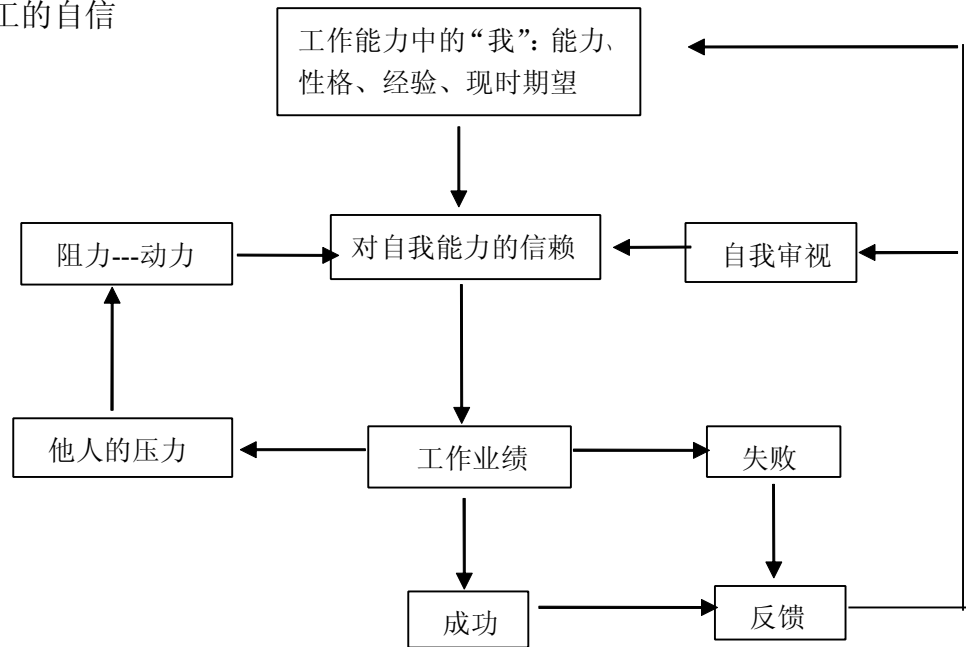 工的自信
工作能力中的“我”：能力、
性格、经验、现时期望
阻力---动力
对自我能力的信赖
自我审视
他人的压力
工作业绩
失败
成功
反馈